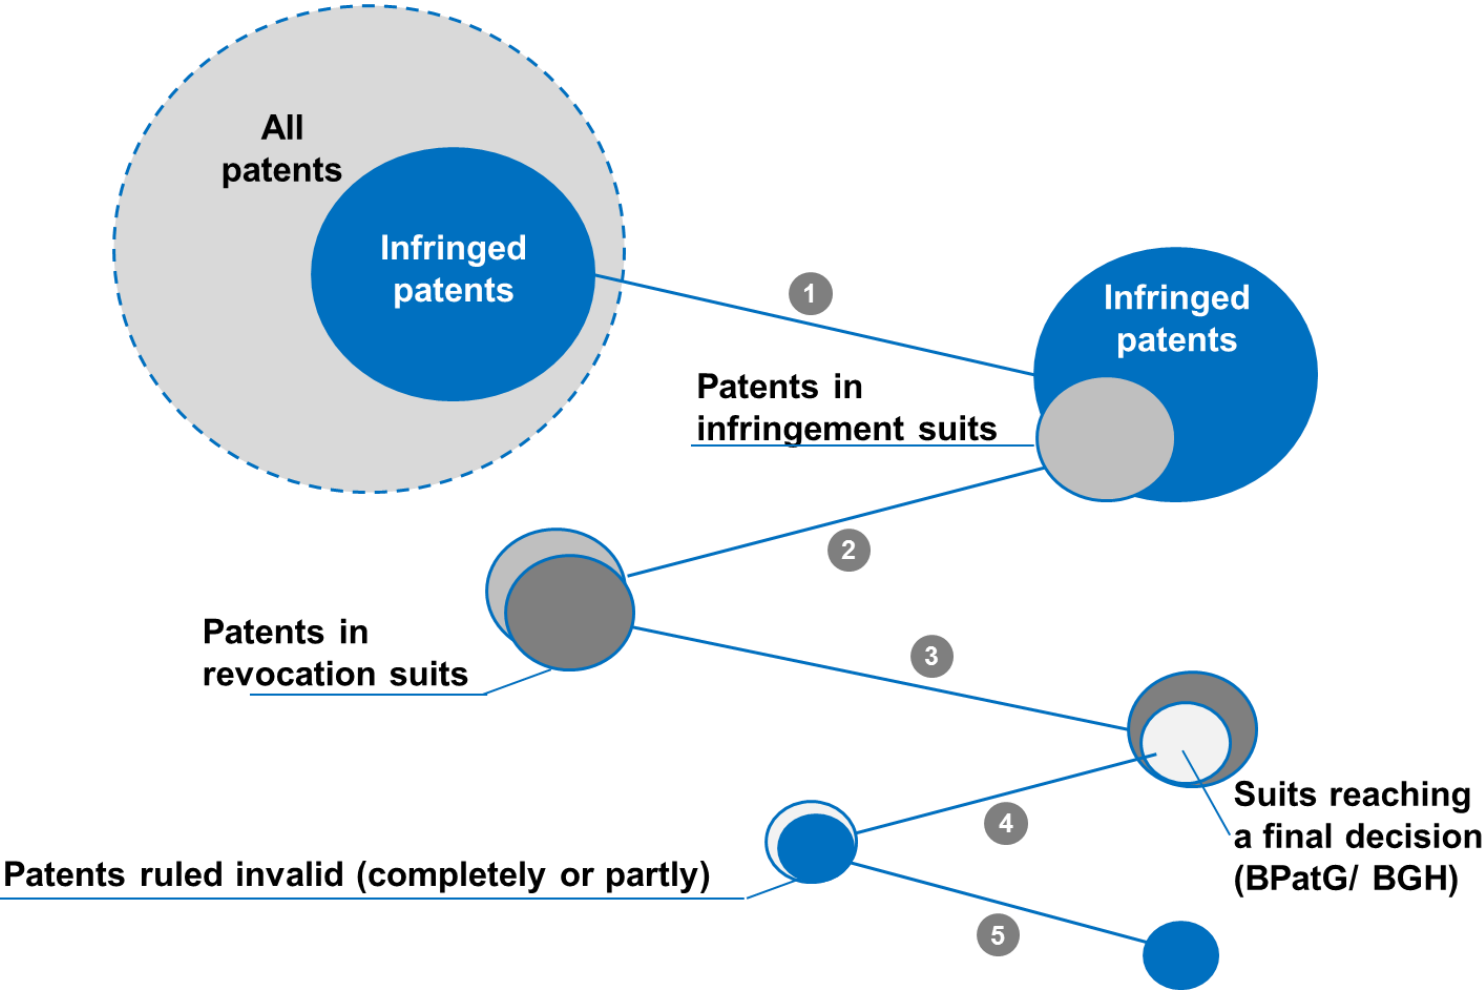 All
patents
Infringed
patents
1
Infringed
patents
Patents in
infringement suits
2
Patents in
revocation suits
3
Suits reaching
a final decision
(BPatG/ BGH)
4
Patents ruled invalid (completely or partly)
5